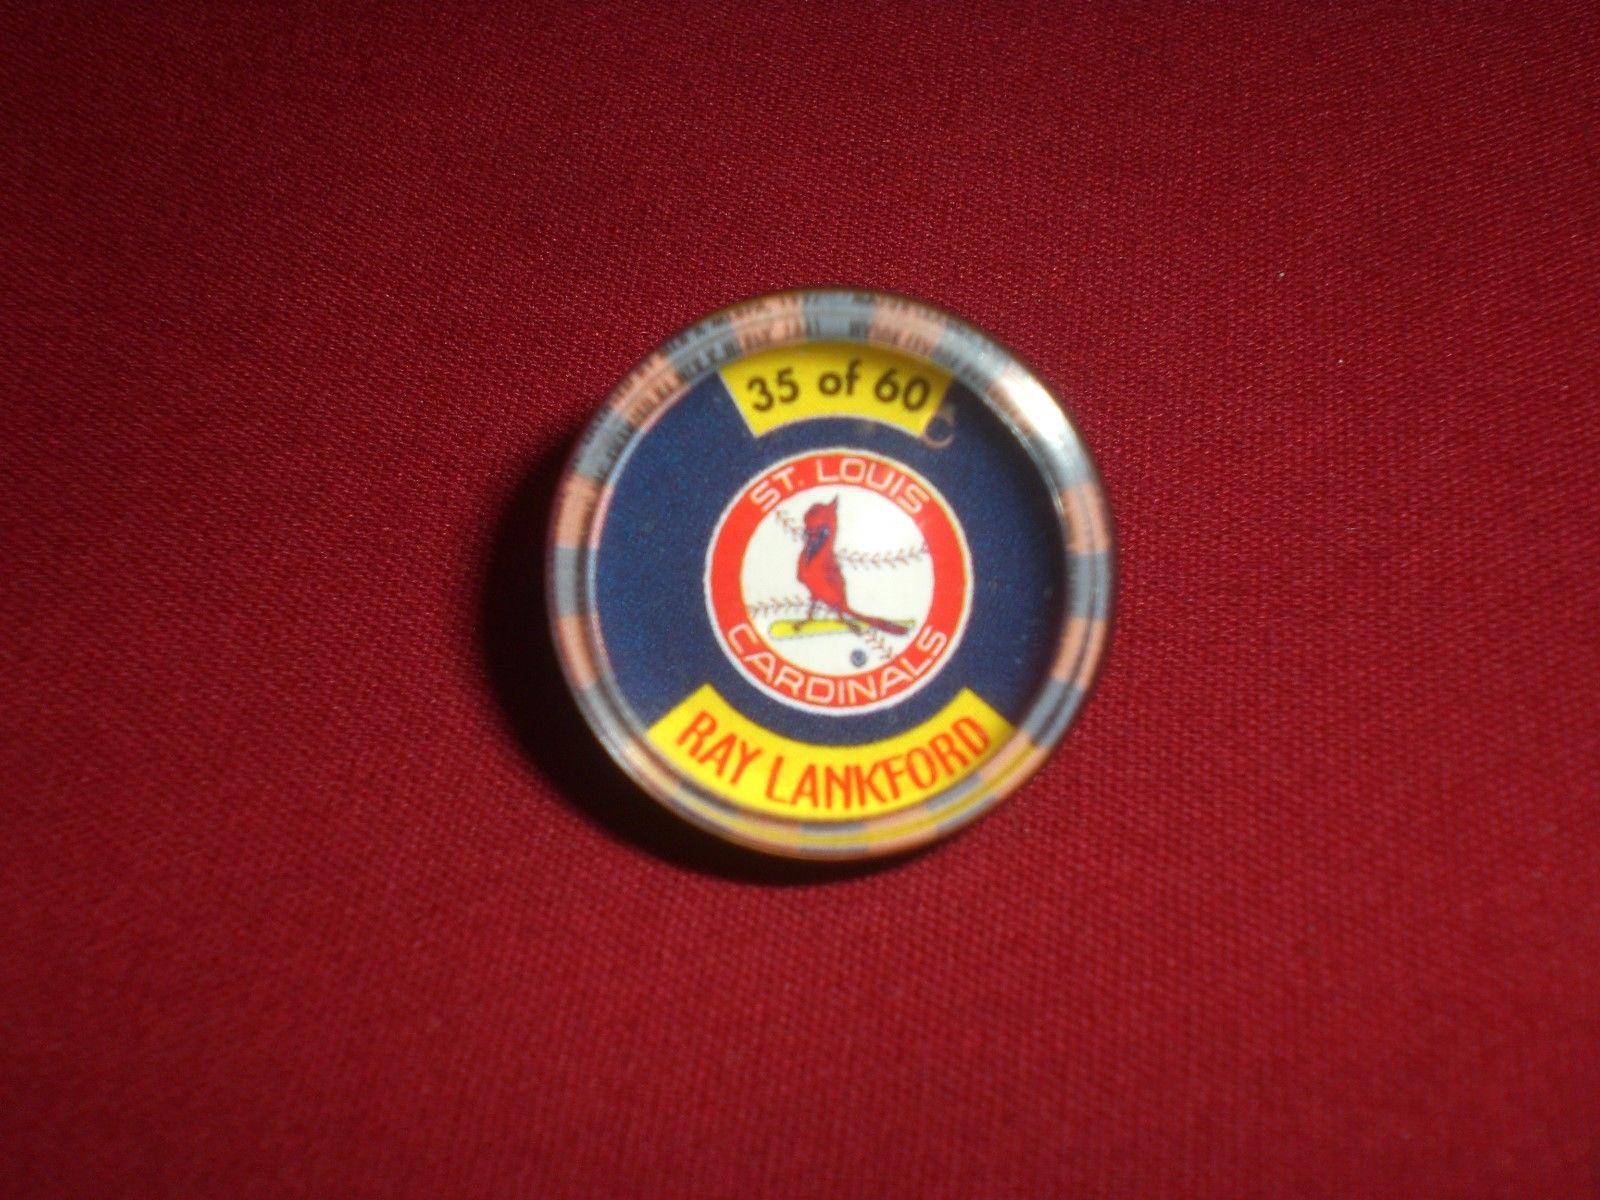 35 of 60
ST. LOUIS
CARDINALS
RAY LANKFORD